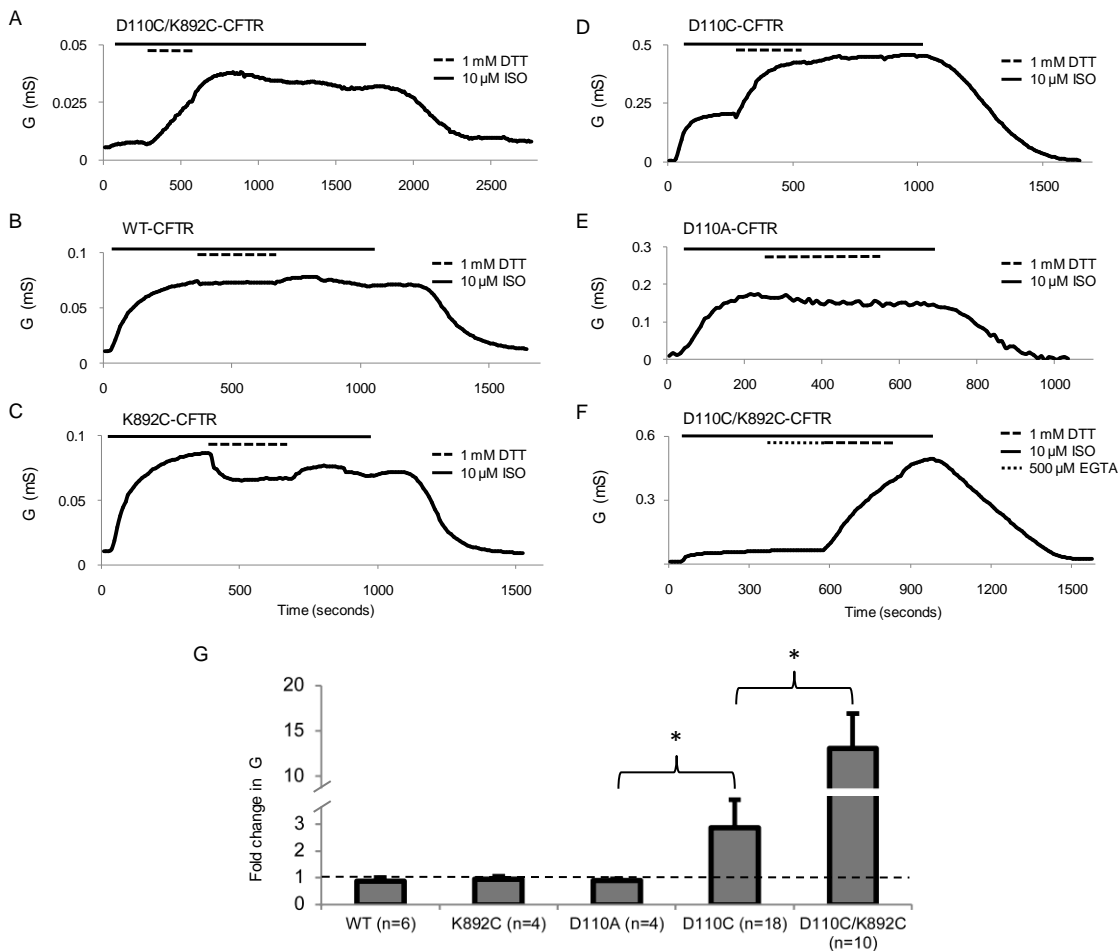 A
D110C/K892C-CFTR
0.05
0.025
0
G (mS)
1 mM DTT
10 µM ISO
0 500 1000 1500 2000 2500
B
WT-CFTR
0.1
0.05
0
G (mS)
1 mM DTT
10 µM ISO
0 500 1000 1500
C
K892C-CFTR
0.1
0.05
0
G (mS)
1 mM DTT
10 µM ISO
0 500 1000 1500
Time (seconds)
D
D110C-CFTR
0.5
0.25
0
G (mS)
1 mM DTT
10 µM ISO
0 500 1000 1500
E
D110A-CFTR
0.3
0.2
0.1
0
G (mS)
1 mM DTT
10 µM ISO
0 200 400 600 800 1000
F
D110C/K892C-CFTR
0.6
0.3
0
G (mS)
1 mM DTT
10 µM ISO
500 µM EGTA
0 300 600 900 1200 1500
Time (seconds)
G
20
15
10
3
2
1
0
Fold change in G
*
*
WT (n=6) K892C (n=4) D110A (n=4) D110C (n=18) D110C/K892C
(n=10)